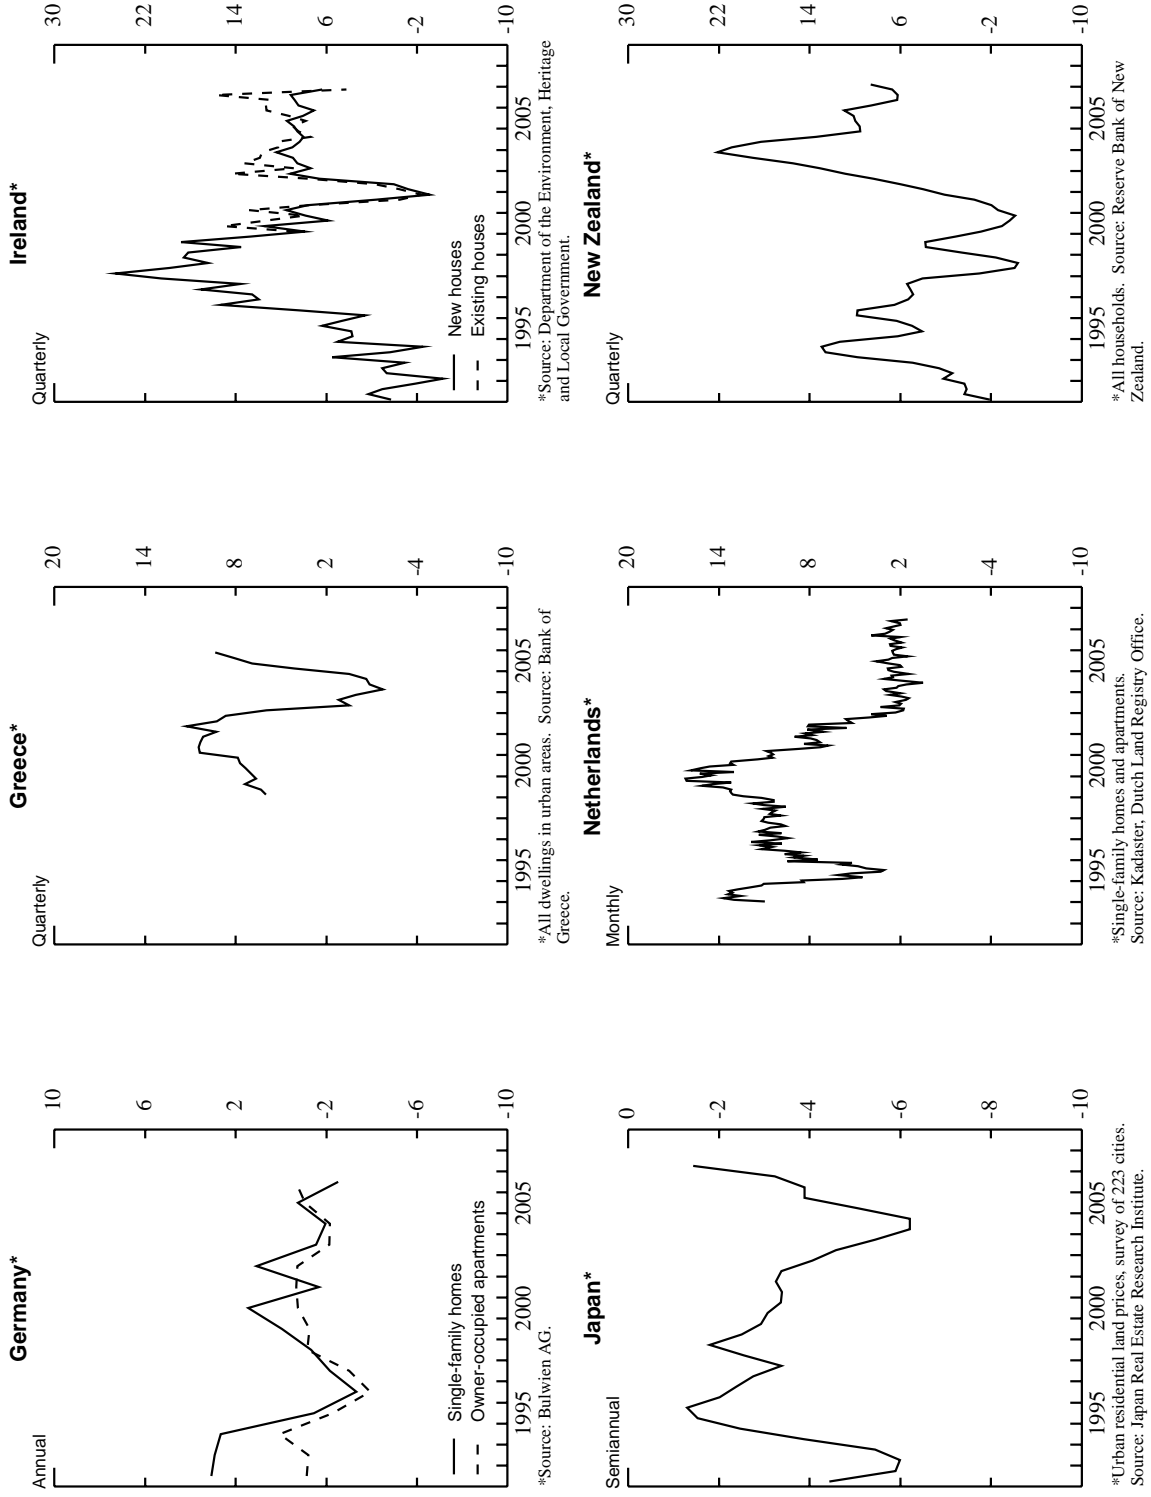 Germany*
Annual
10
6
2
-2
-6
-10
1995
2000
2005
Single-family homes
Owner-occupied apartments
*Source: Bulwien AG.
Greece*
Quarterly
20
14
8
2
-4
-10
1995
2000
2005
*All dwellings in urban areas. Source: Bank of
Greece.
Ireland*
Quarterly
30
22
14
6
-2
-10
1995
2000
2005
New houses
Existing houses
*Source: Department of the Environment, Heritage
and Local Government.
Japan*
Semiannual
0
-2
-4
-6
-8
-10
1995
2000
2005
*Urban residential land prices, survey of 223 cities.
Source: Japan Real Estate Research Institute.
Netherlands*
Monthly
20
14
8
2
-4
-10
1995
2000
2005
*Single-family homes and apartments.
Source: Kadaster, Dutch Land Registry Office.
New Zealand*
Quarterly
30
22
14
6
-2
-10
1995
2000
2005
*All households. Source: Reserve Bank of New
Zealand.